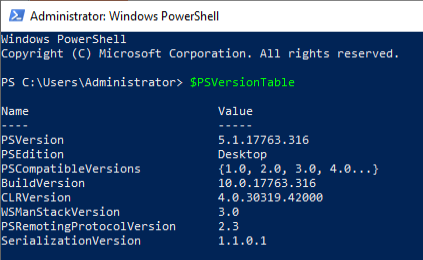 Administrator: Windows PowerShell
Windows PowerShell
Copyright (C) Microsoft Corporation. All rights reserved.
PS C:\Users\Administrator> $PSVersionTable
Name                           Value
----                           -----
PSVersion                      5.1.17763.316
PSEdition                      Desktop
PSCompatibleVersions           {1.0, 2.0, 3.0, 4.0...}
BuildVersion                   10.0.17763.316
CLRVersion                     4.0.30319.42000
WSManStackVersion              3.0
PSRemotingProtocolVersion      2.3
SerializationVersion           1.1.0.1